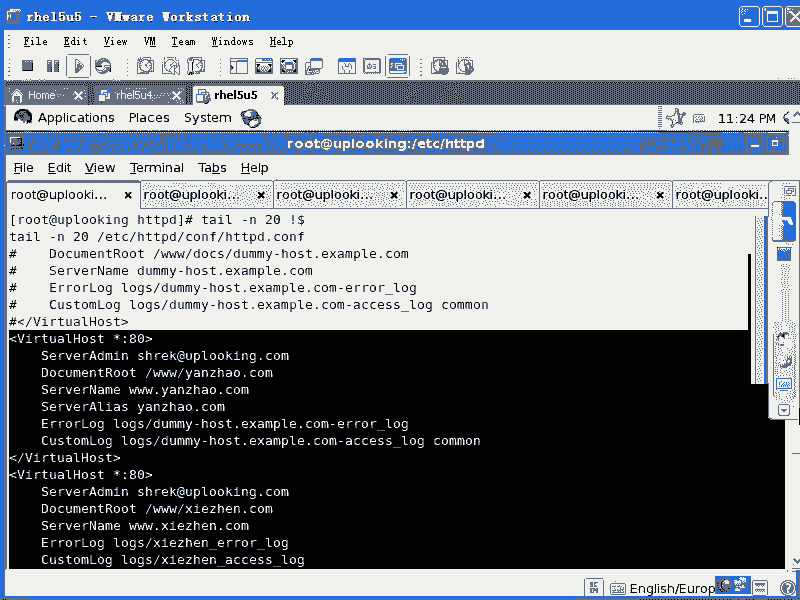 rhel5u5 - VMware Workstation
File Edit View VM Team Windows Help
Home rhel5u4... rhel5u5
Applications Places System 11:24 PM
root@uplooking:/etc/httpd
File Edit View Terminal Tabs Help
root@uplooki... root@uplooki... root@uplooki... root@uplooki... root@uplooki... root@uplooki..
[root@uplooking httpd]# tail -n 20 !$
tail -n 20 /etc/httpd/conf/httpd.conf
#    DocumentRoot /www/docs/dummy-host.example.com
#    ServerName dummy-host.example.com
#    ErrorLog logs/dummy-host.example.com-error_log
#    CustomLog logs/dummy-host.example.com-access_log common
#</VirtualHost>
<VirtualHost *:80>
    ServerAdmin shrek@uplooking.com
    DocumentRoot /www/yanzhao.com
    ServerName www.yanzhao.com
    ServerAlias yanzhao.com
    ErrorLog logs/dummy-host.example.com-error_log
    CustomLog logs/dummy-host.example.com-access_log common
</VirtualHost>
<VirtualHost *:80>
    ServerAdmin shrek@uplooking.com
    DocumentRoot /www/xiezhen.com
    ServerName www.xiezhen.com
    ErrorLog logs/xiezhen_error_log
    CustomLog logs/xiezhen_access_log
English/Europ